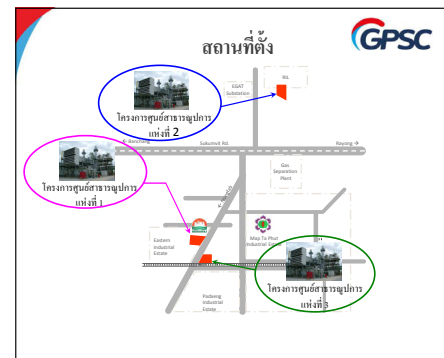 สถานที่ตั้ง
GPSC
RIL
EGAT
Substation
โครงการศูนย์สาธารณูปการ
แห่งที่ 2
← Banchang
Sukumvit Rd.
Rayong →
โครงการศูนย์สาธารณูปการ
แห่งที่ 1
Gas
Separation
Plant
Eastern
Industrial
Estate
Map Ta Phut
Industrial Estate
โครงการศูนย์สาธารณูปการ
แห่งที่ 3
Padaeng
Industrial
Estate